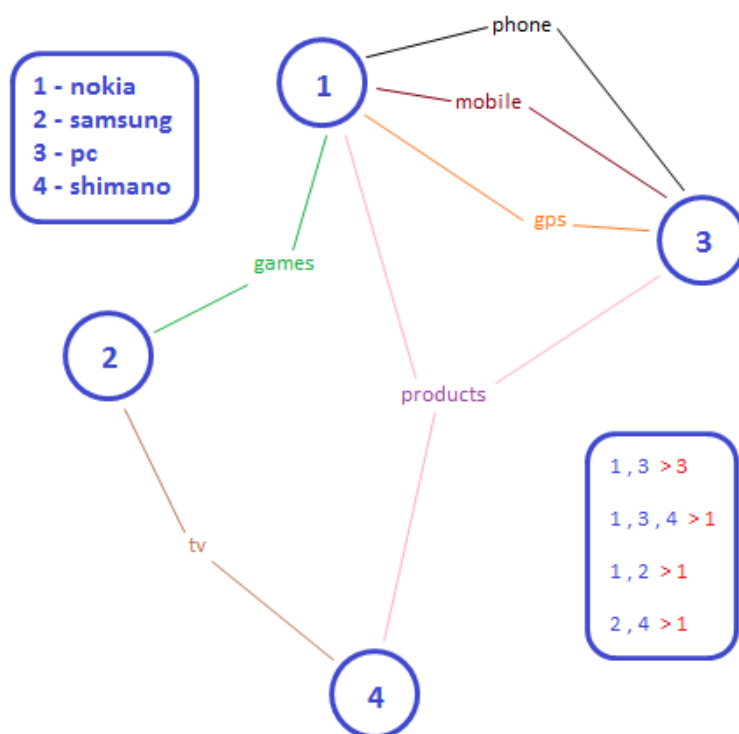 phone
1 - nokia
2 - samsung
3 - pc
4 - shimano
1
mobile
gps
3
games
2
products
1 , 3 > 3
1 , 3 , 4 > 1
1 , 2 > 1
2 , 4 > 1
tv
4